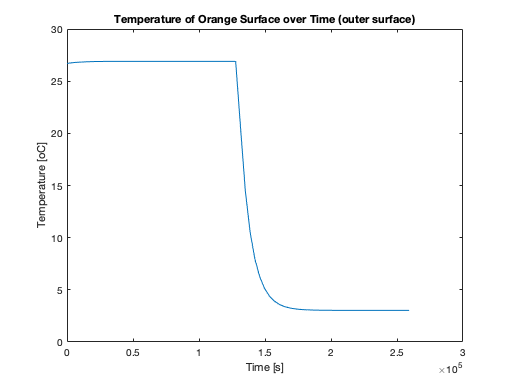 Temperature of Orange Surface over Time (outer surface)
30
25
20
15
10
5
0
Temperature [oC]
0 0.5 1 1.5 2 2.5 3
Time [s]
×10^5